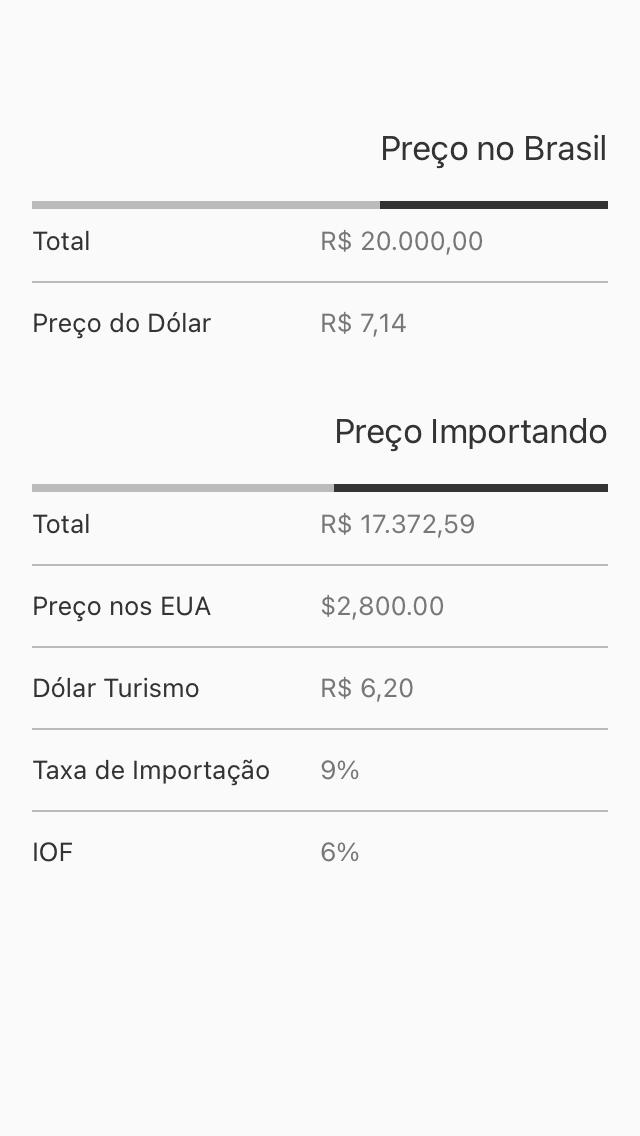 Preço no Brasil
Total R$ 20.000,00
Preço do Dólar R$ 7,14
Preço Importando
Total R$ 17.372,59
Preço nos EUA $2,800.00
Dólar Turismo R$ 6,20
Taxa de Importação 9%
IOF 6%